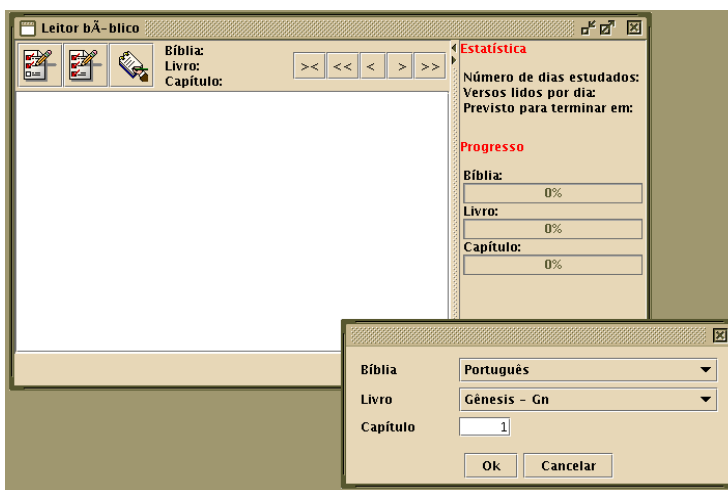 Leitor bÃ-blico
Bíblia:
Livro:
Capítulo:
>< << < > >>
Estatística
Número de dias estudados:
Versos lidos por dia:
Previsto para terminar em:
Progresso
Bíblia:
0%
Livro:
0%
Capítulo:
0%
Bíblia Português
Livro Gênesis - Gn
Capítulo 1
Ok Cancelar